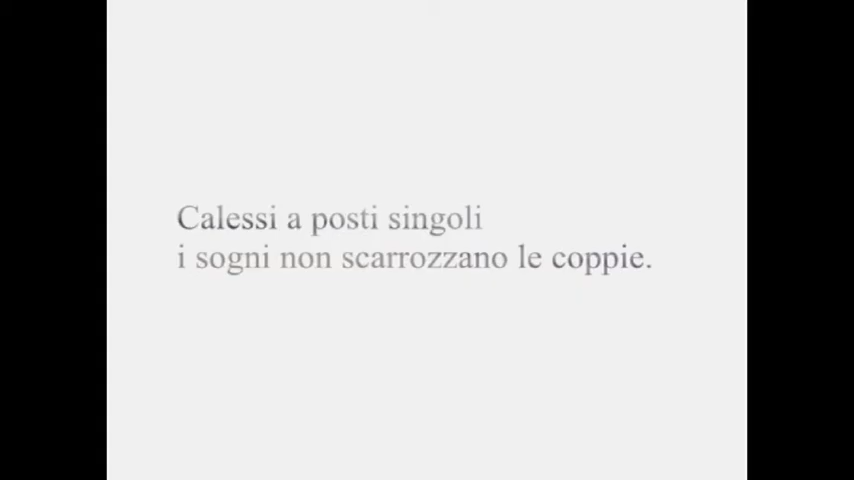 Calessi a posti singoli
i sogni non scarrozzano le coppie.